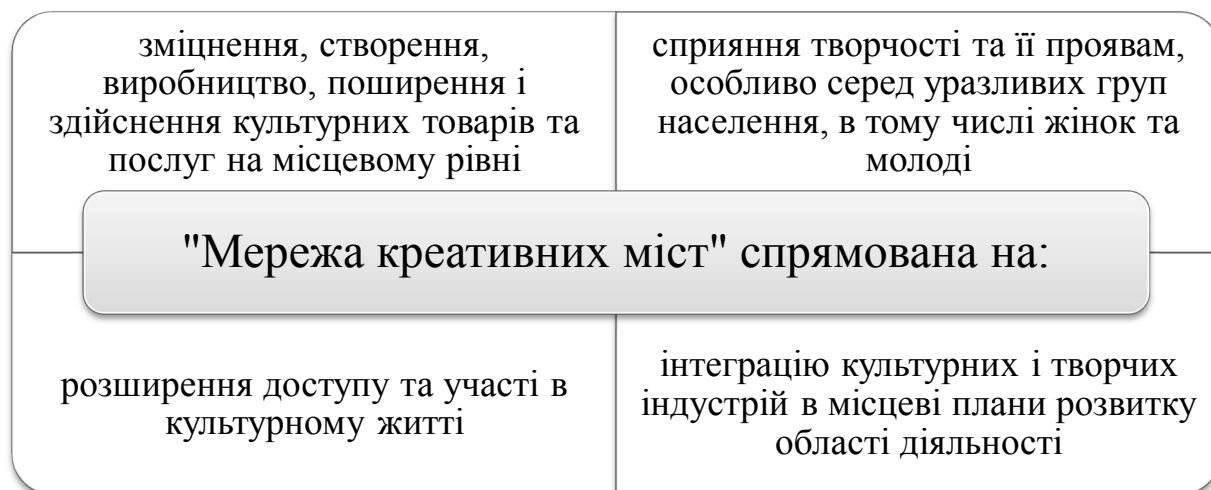 зміцнення, створення,
виробництво, поширення і
здійснення культурних товарів та
послуг на місцевому рівні
сприяння творчості та її проявам,
особливо серед уразливих груп
населення, в тому числі жінок та
молоді
"Мережа креативних міст" спрямована на:
розширення доступу та участі в
культурному житті
інтеграцію культурних і творчих
індустрій в місцеві плани розвитку
області діяльності